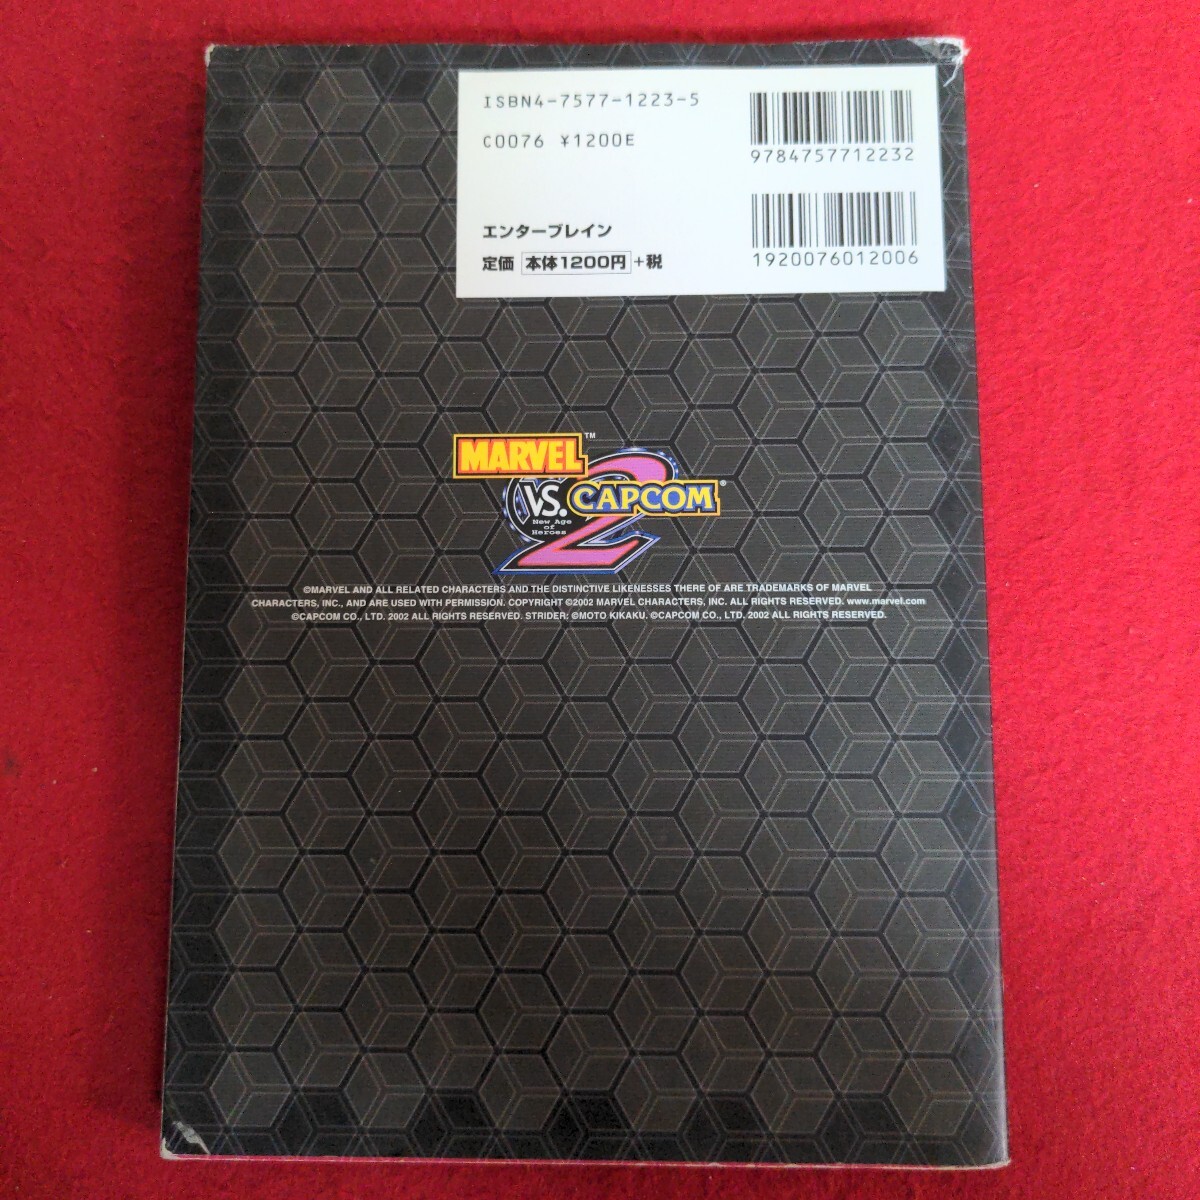 ISBN4-7577-1223-5
C0076 ¥1200E
9784757712232
エンターブレイン
定価 本体1200円+税
1920076012006
MARVEL™
VS. CAPCOM®
2
New Age
of
Heroes
©MARVEL AND ALL RELATED CHARACTERS AND THE DISTINCTIVE LIKENESSES THERE OF ARE TRADEMARKS OF MARVEL
CHARACTERS, INC., AND ARE USED WITH PERMISSION. COPYRIGHT ©2002 MARVEL CHARACTERS, INC. ALL RIGHTS RESERVED. www.marvel.com
©CAPCOM CO., LTD. 2002 ALL RIGHTS RESERVED. STRIDER: ©MOTO KIKAKU. ©CAPCOM CO., LTD. 2002 ALL RIGHTS RESERVED.